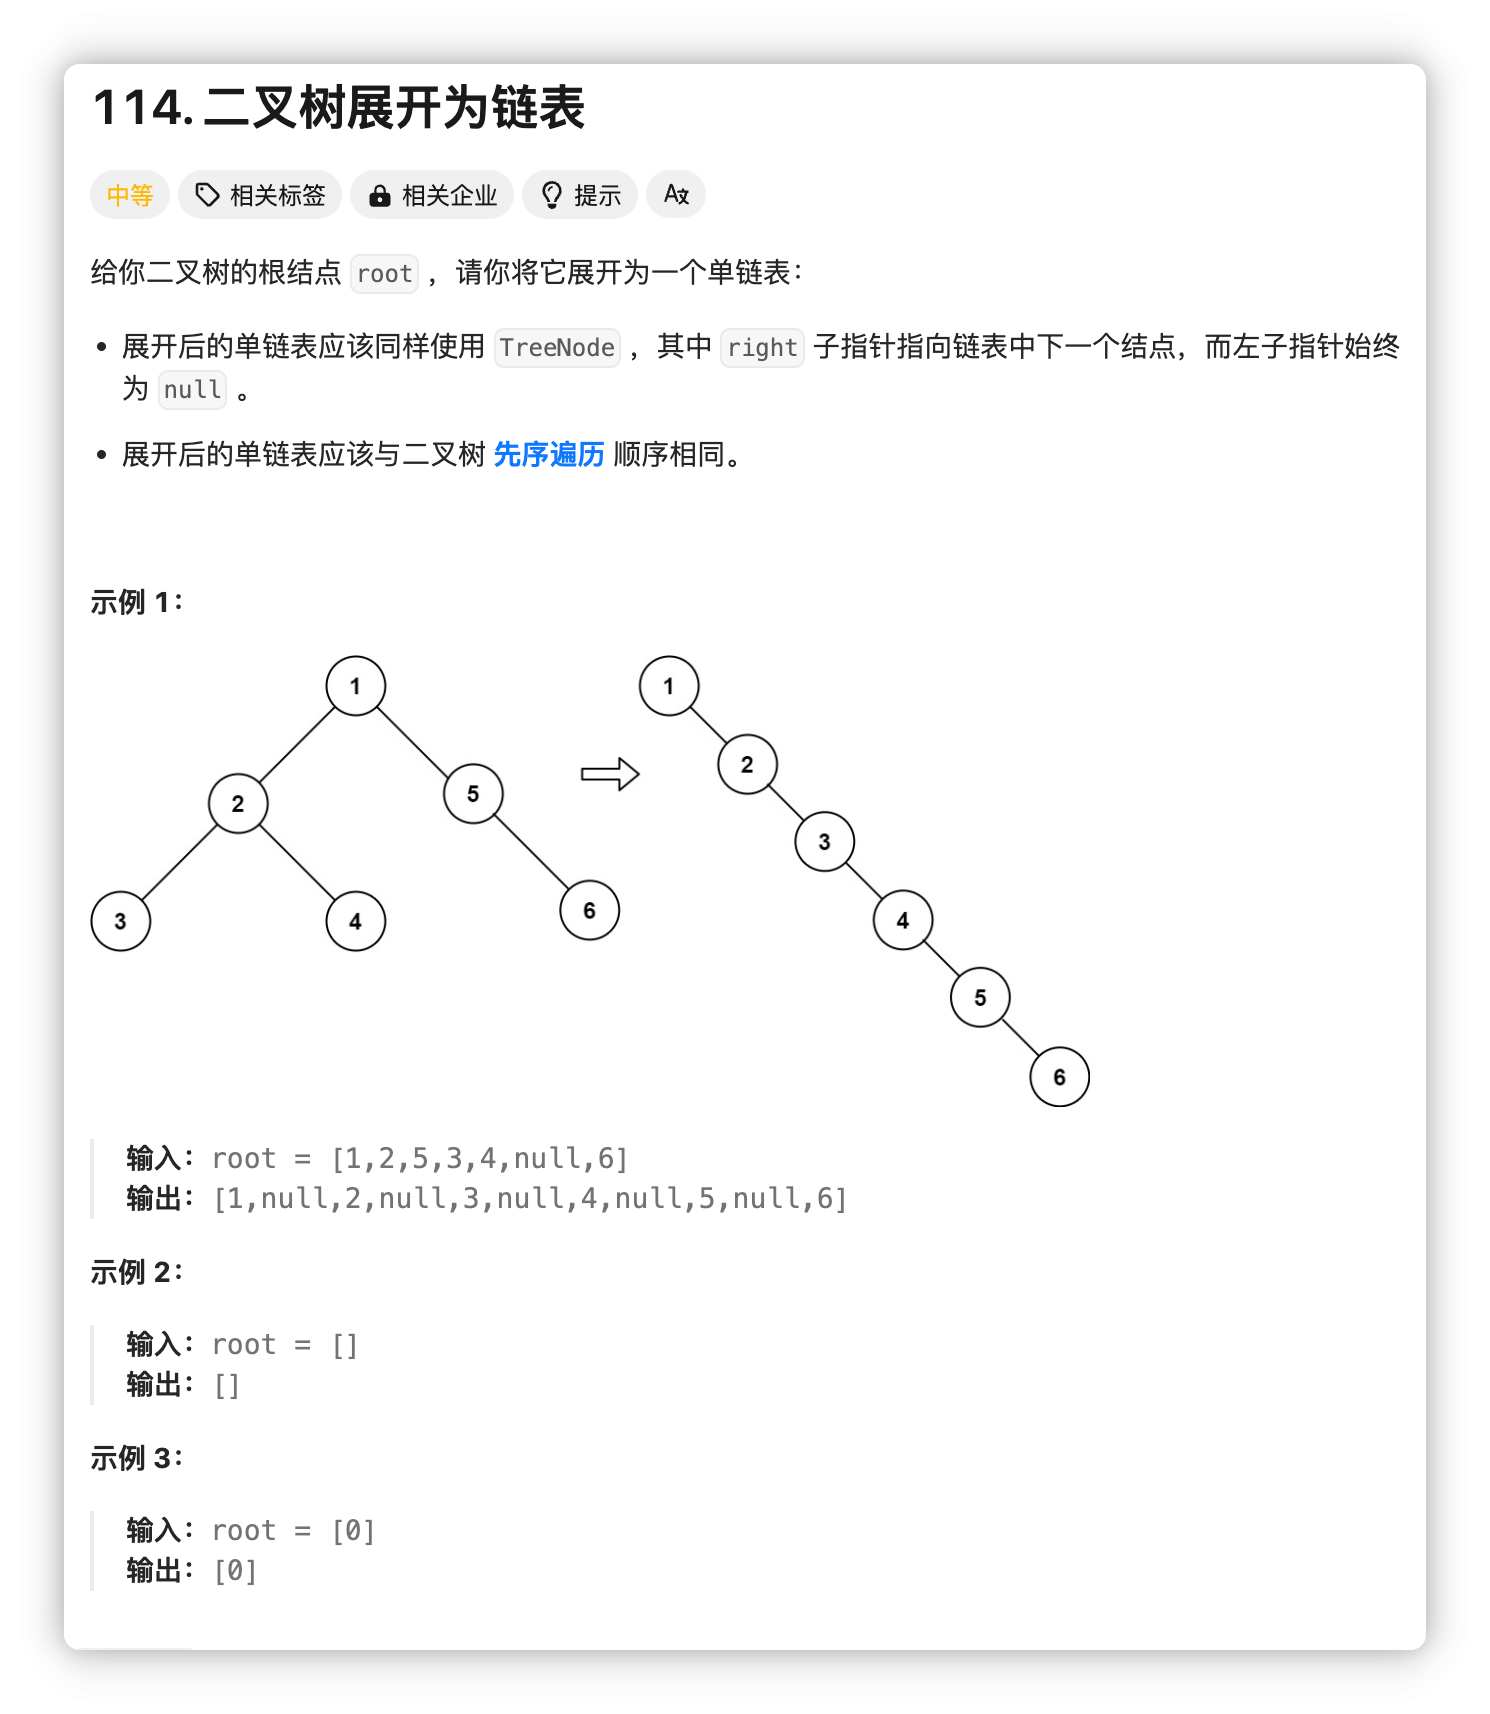 114. 二叉树展开为链表
中等 相关标签 相关企业 提示 A文
给你二叉树的根结点 root ，请你将它展开为一个单链表：
• 展开后的单链表应该同样使用 TreeNode ，其中 right 子指针指向链表中下一个结点，而左子指针始终
为 null 。
• 展开后的单链表应该与二叉树 先序遍历 顺序相同。
示例 1：
1
2
5
3
4
6
1
2
3
4
5
6
输入：root = [1,2,5,3,4,null,6]
输出：[1,null,2,null,3,null,4,null,5,null,6]
示例 2：
输入：root = []
输出：[]
示例 3：
输入：root = [0]
输出：[0]